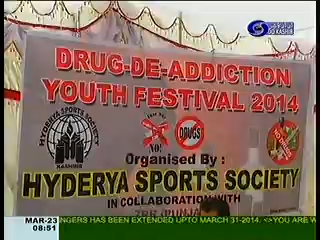 DD KASHIR
DRUG-DE-ADDICTION
YOUTH FESTIVAL 2014
HYDERYA SPORTS SOCIETY
KASHMIR
SAY
NO!
DRUGS
Organised By :
HYDERYA SPORTS SOCIETY
IN COLLABORATION WITH
MAR-23
08:51
NGERS HAS BEEN EXTENDED UPTO MARCH 31-2014. <>YOU ARE W